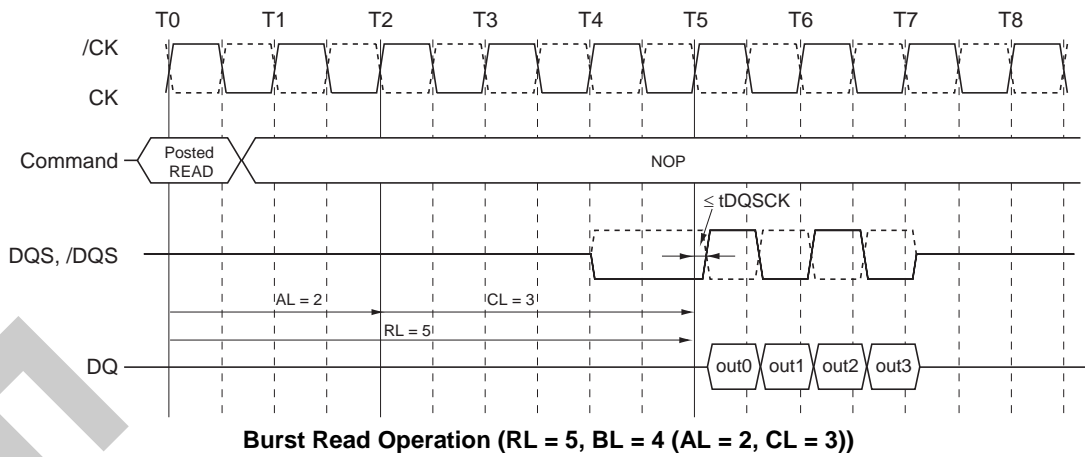 T0 T1 T2 T3 T4 T5 T6 T7 T8
/CK
CK
Command
Posted
READ
NOP
≤ tDQSCK
DQS, /DQS
AL = 2
CL = 3
RL = 5
DQ
out0 out1 out2 out3
Burst Read Operation (RL = 5, BL = 4 (AL = 2, CL = 3))